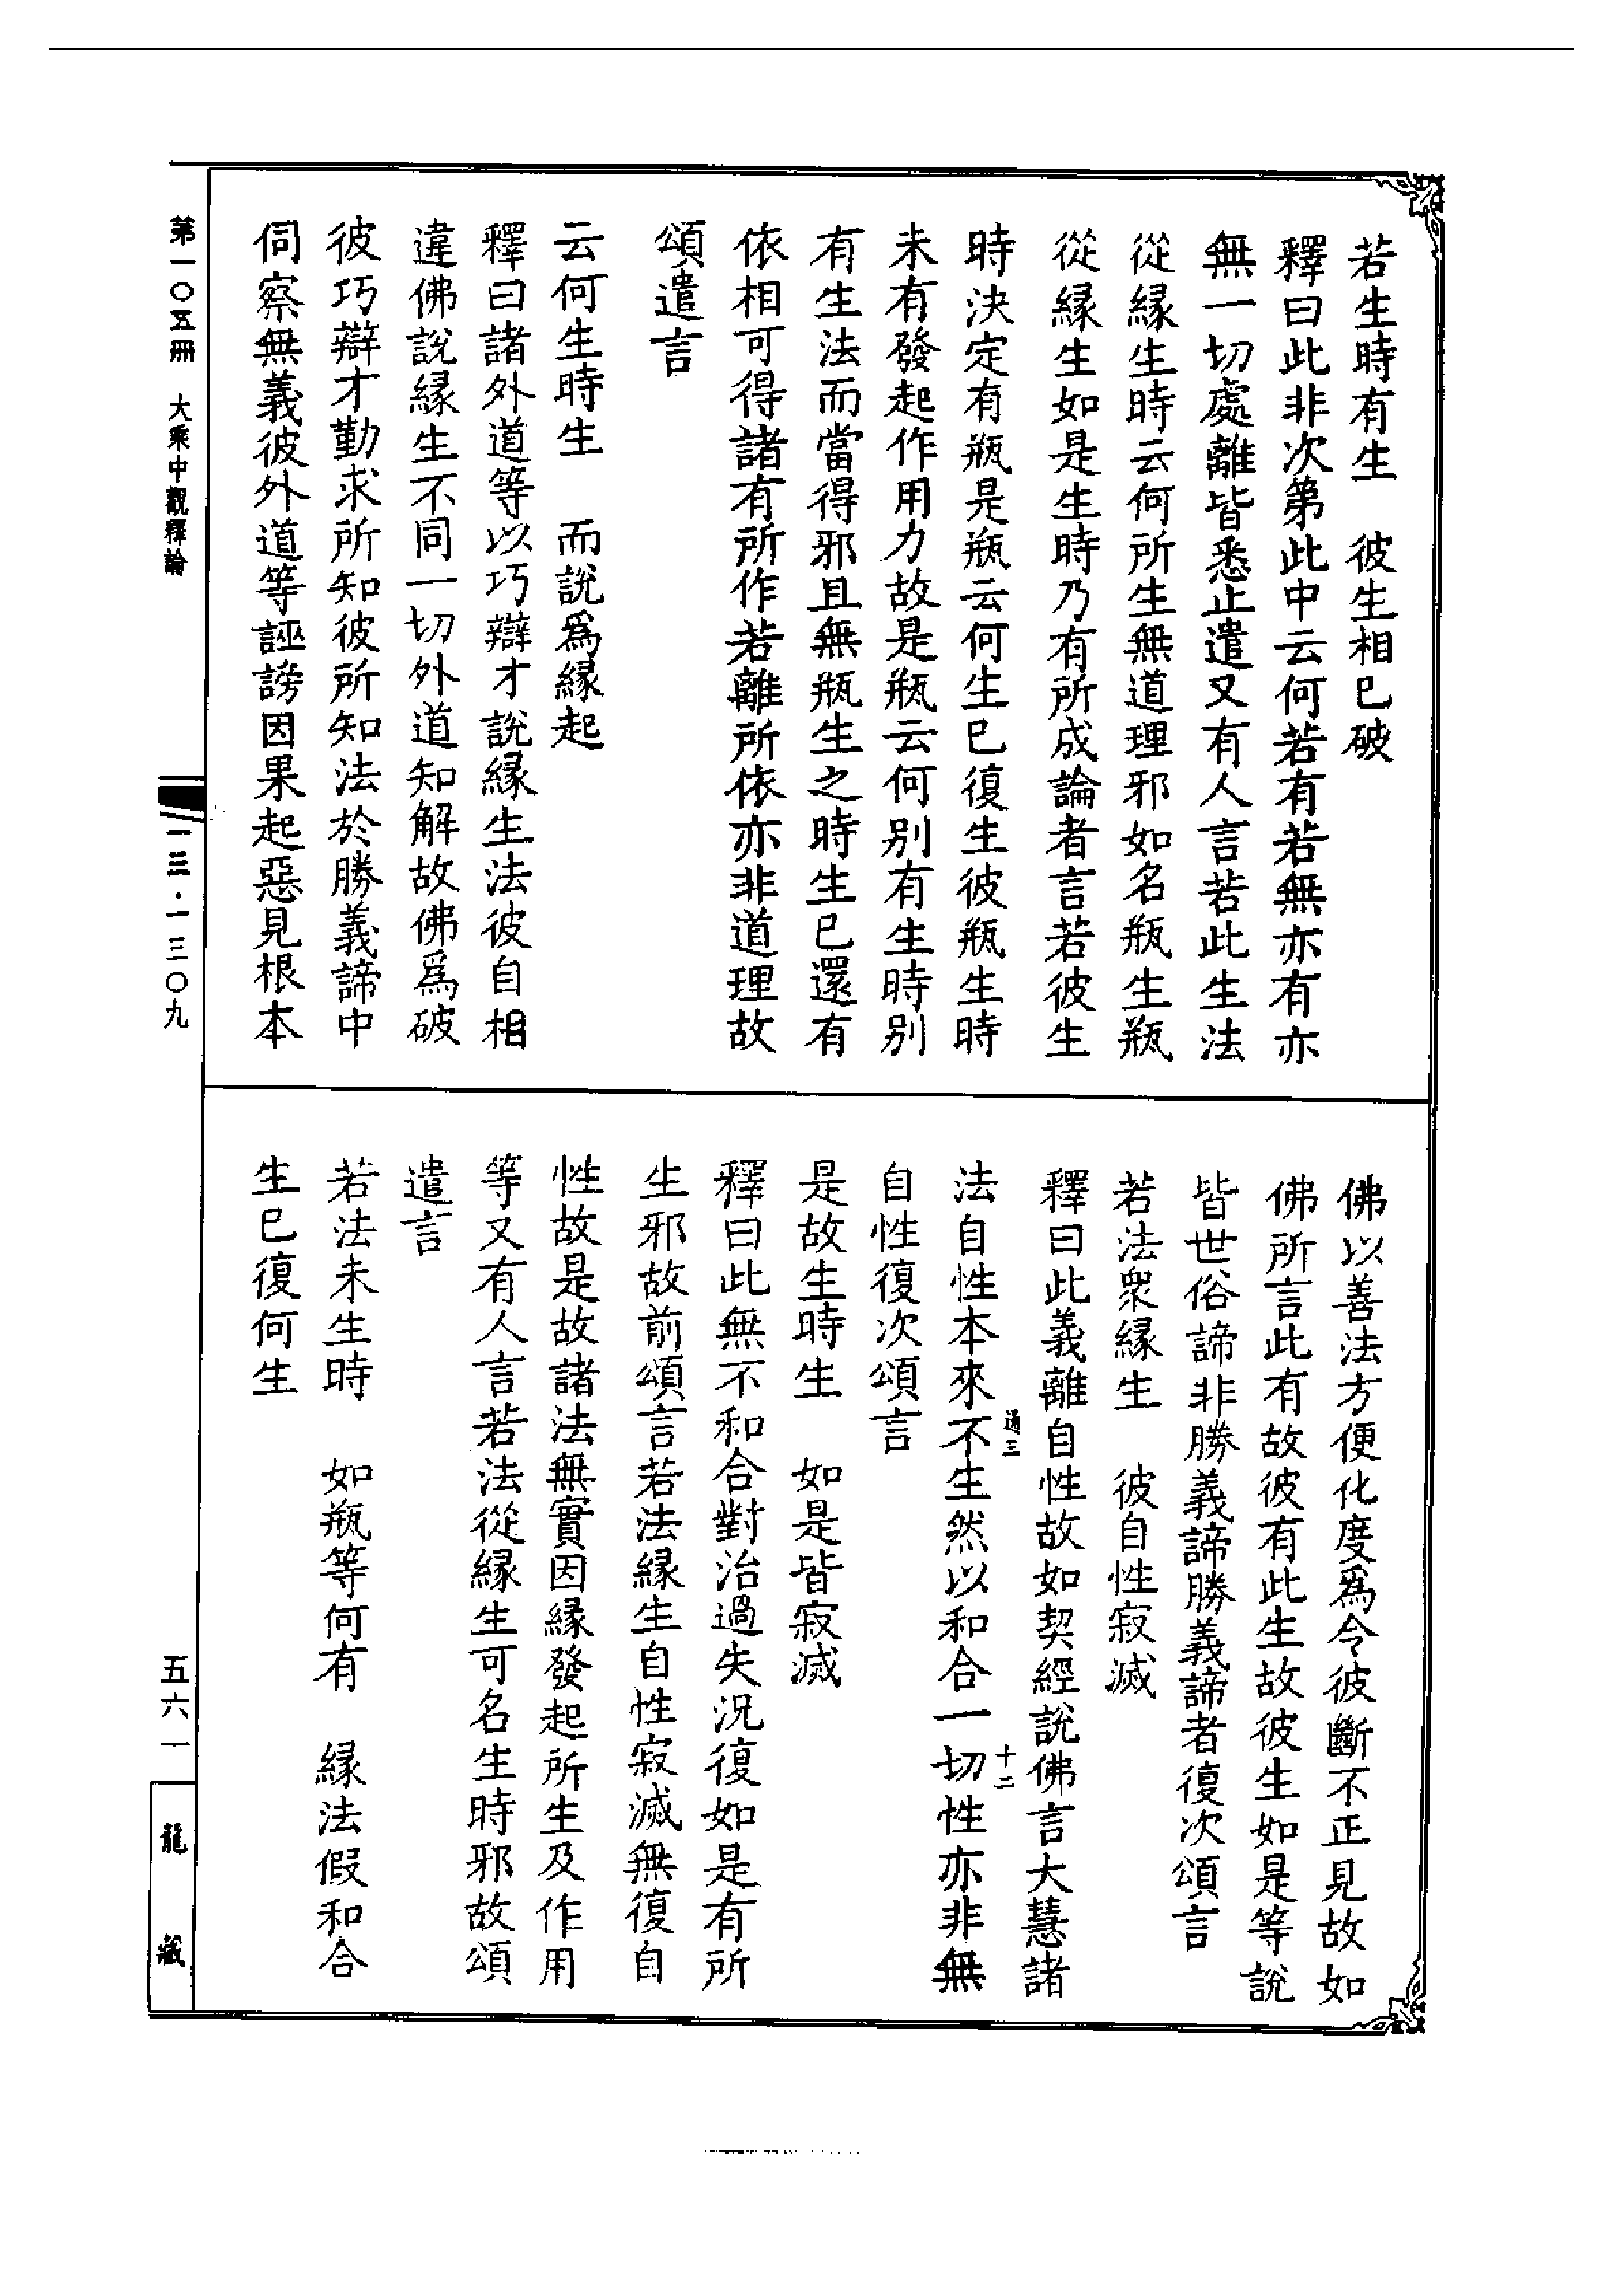 若生時有生　彼生相已破
釋曰此非次第此中云何若有若無亦有亦
無一切處離皆悉止遣又有人言若此生法
從緣生時云何所生無道理邪如名瓶生瓶
從緣生如是生時乃有所成論者言若彼生
時決定有瓶是瓶云何生已復生彼瓶生時
未有發起作用力故是瓶云何別有生時別
有生法而當得邪且無瓶生之時生已還有
依相可得諸有所作若離所依亦非道理故
頌遣言
云何生時生　而說爲緣起
釋曰諸外道等以巧辯才說緣生法彼自相
違佛說緣生不同一切外道知解故佛爲破
彼巧辯才勤求所知彼所知法於勝義諦中
伺察無義彼外道等誣謗因果起惡見根本
佛以善法方便化度爲令彼斷不正見故如
佛所言此有故彼有此生故彼生如是等說
皆世俗諦非勝義諦勝義諦者復次頌言
若法衆緣生　彼自性寂滅
釋曰此義離自性故如契經說佛言大慧諸
法自性本來不生然以和合一切性亦非無
通三　十二
自性復次頌言
是故生時生　如是皆寂滅
釋曰此無不和合對治過失況復如是有所
生邪故前頌言若法緣生自性寂滅無復自
性故是故諸法無實因緣發起所生及作用
等又有人言若法從緣生可名生時邪故頌
遣言
若法未生時　如瓶等何有　緣法假和合
生已復何生
第一〇五冊　大乘中觀釋論
一三·一三〇九
五六一
龍藏